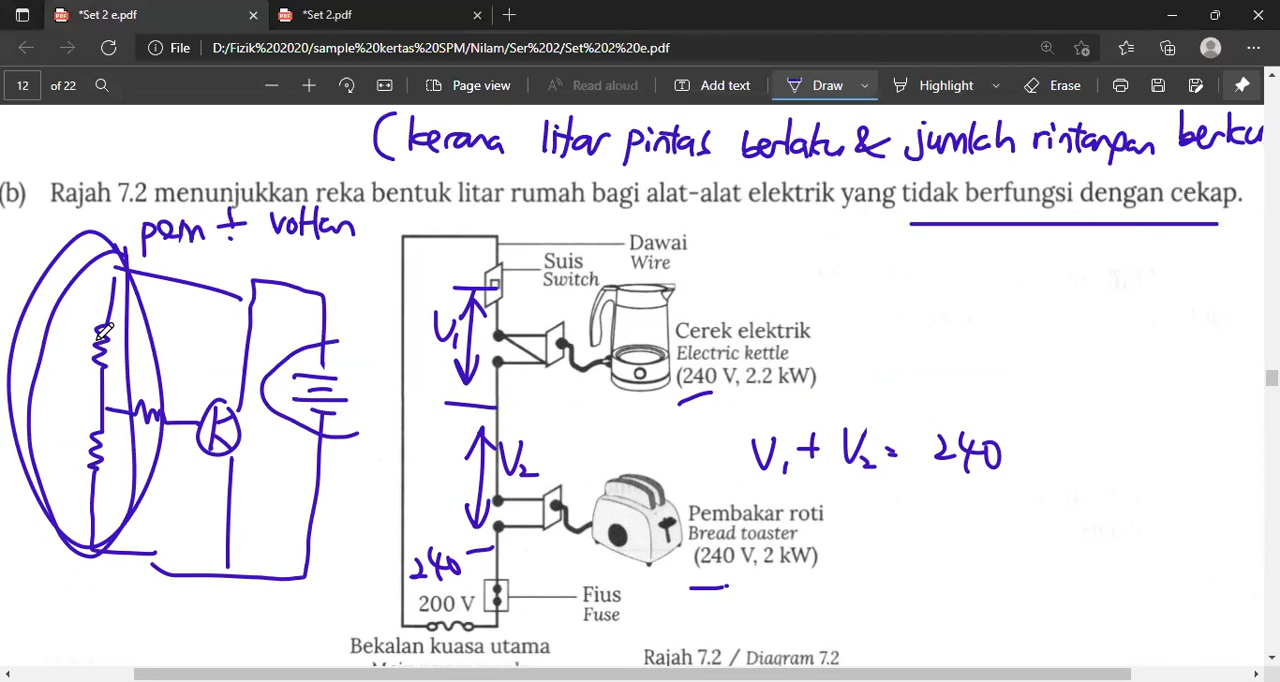 *Set 2 e.pdf
*Set 2.pdf
File D:/Fizik%202020/sample%20kertas%20SPM/Nilam/Ser%202/Set%202%20e.pdf
12 of 22 Page view Read aloud Add text Draw Highlight Erase
(kerana litar pintas berlaku & jumlah rintangan berku
(b) Rajah 7.2 menunjukkan reka bentuk litar rumah bagi alat-alat elektrik yang tidak berfungsi dengan cekap.
pem ÷ voltan
Dawai
Wire
Suis
Switch
V1
Cerek elektrik
Electric kettle
(240 V, 2.2 kW)
V2
V1 + V2 = 240
Pembakar roti
Bread toaster
(240 V, 2 kW)
240
200 V
Fius
Fuse
Bekalan kuasa utama
Rajah 7.2 / Diagram 7.2